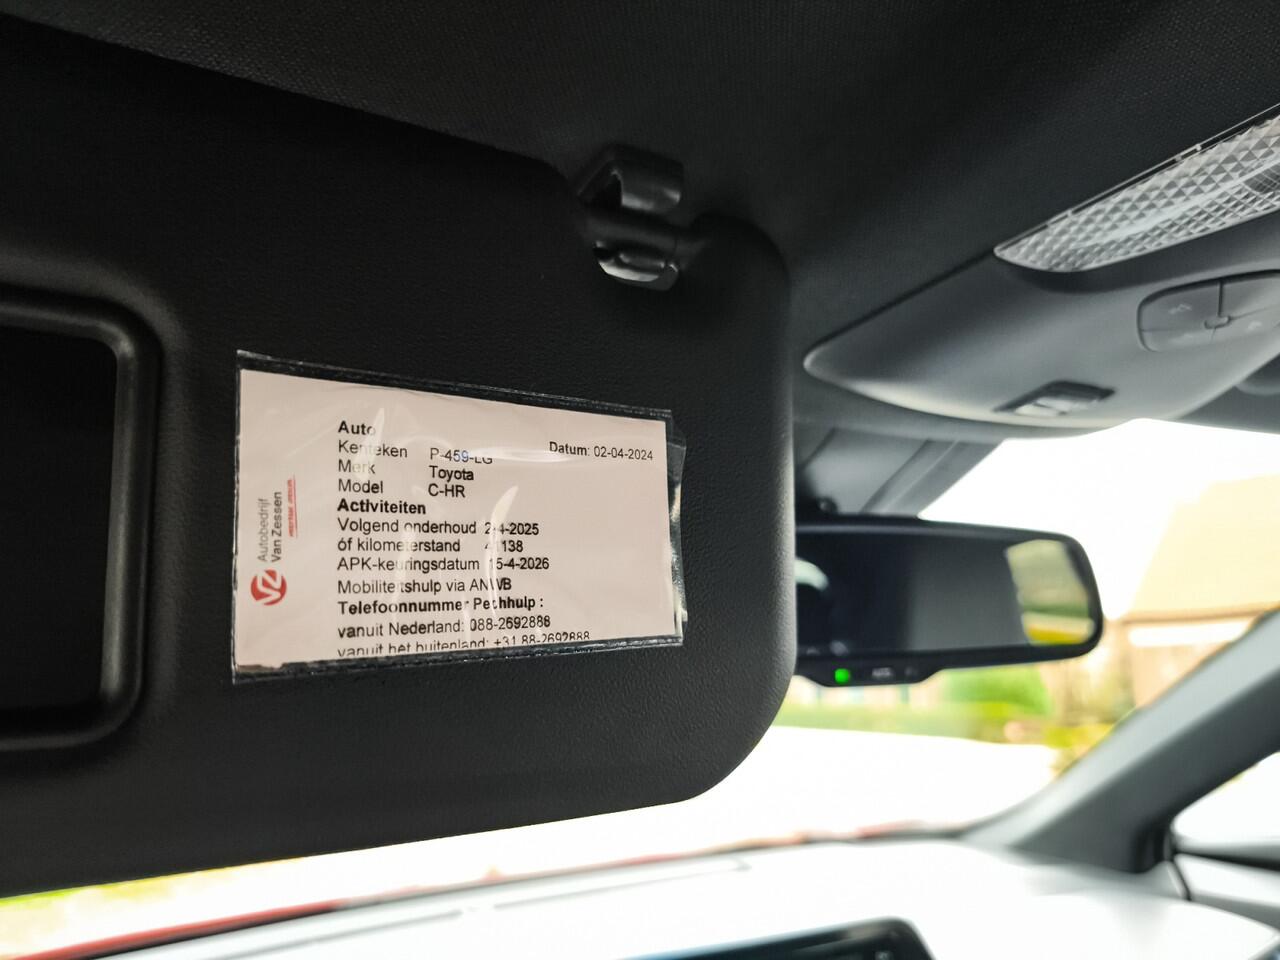 Auto
Kenteken P-459-LG Datum: 02-04-2024
Merk Toyota
Model C-HR
Activiteiten
Volgend onderhoud 2-4-2025
óf kilometerstand 41138
APK-keuringsdatum 15-4-2026
Mobiliteitshulp via ANWB
Telefoonnummer Pechhulp :
vanuit Nederland: 088-2692888
vanuit het buitenland: +31 88-2692888
Autobedrijf
Van Zessen
VZ